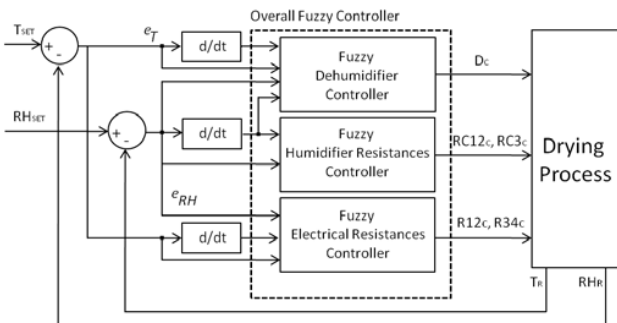 Overall Fuzzy Controller
TSET
+
-
eT
d/dt
Fuzzy
Dehumidifier
Controller
Dc
RHSET
+
-
d/dt
Fuzzy
Humidifier Resistances
Controller
RC12c, RC3c
Drying
Process
eRH
d/dt
Fuzzy
Electrical Resistances
Controller
R12c, R34c
TR
RHR